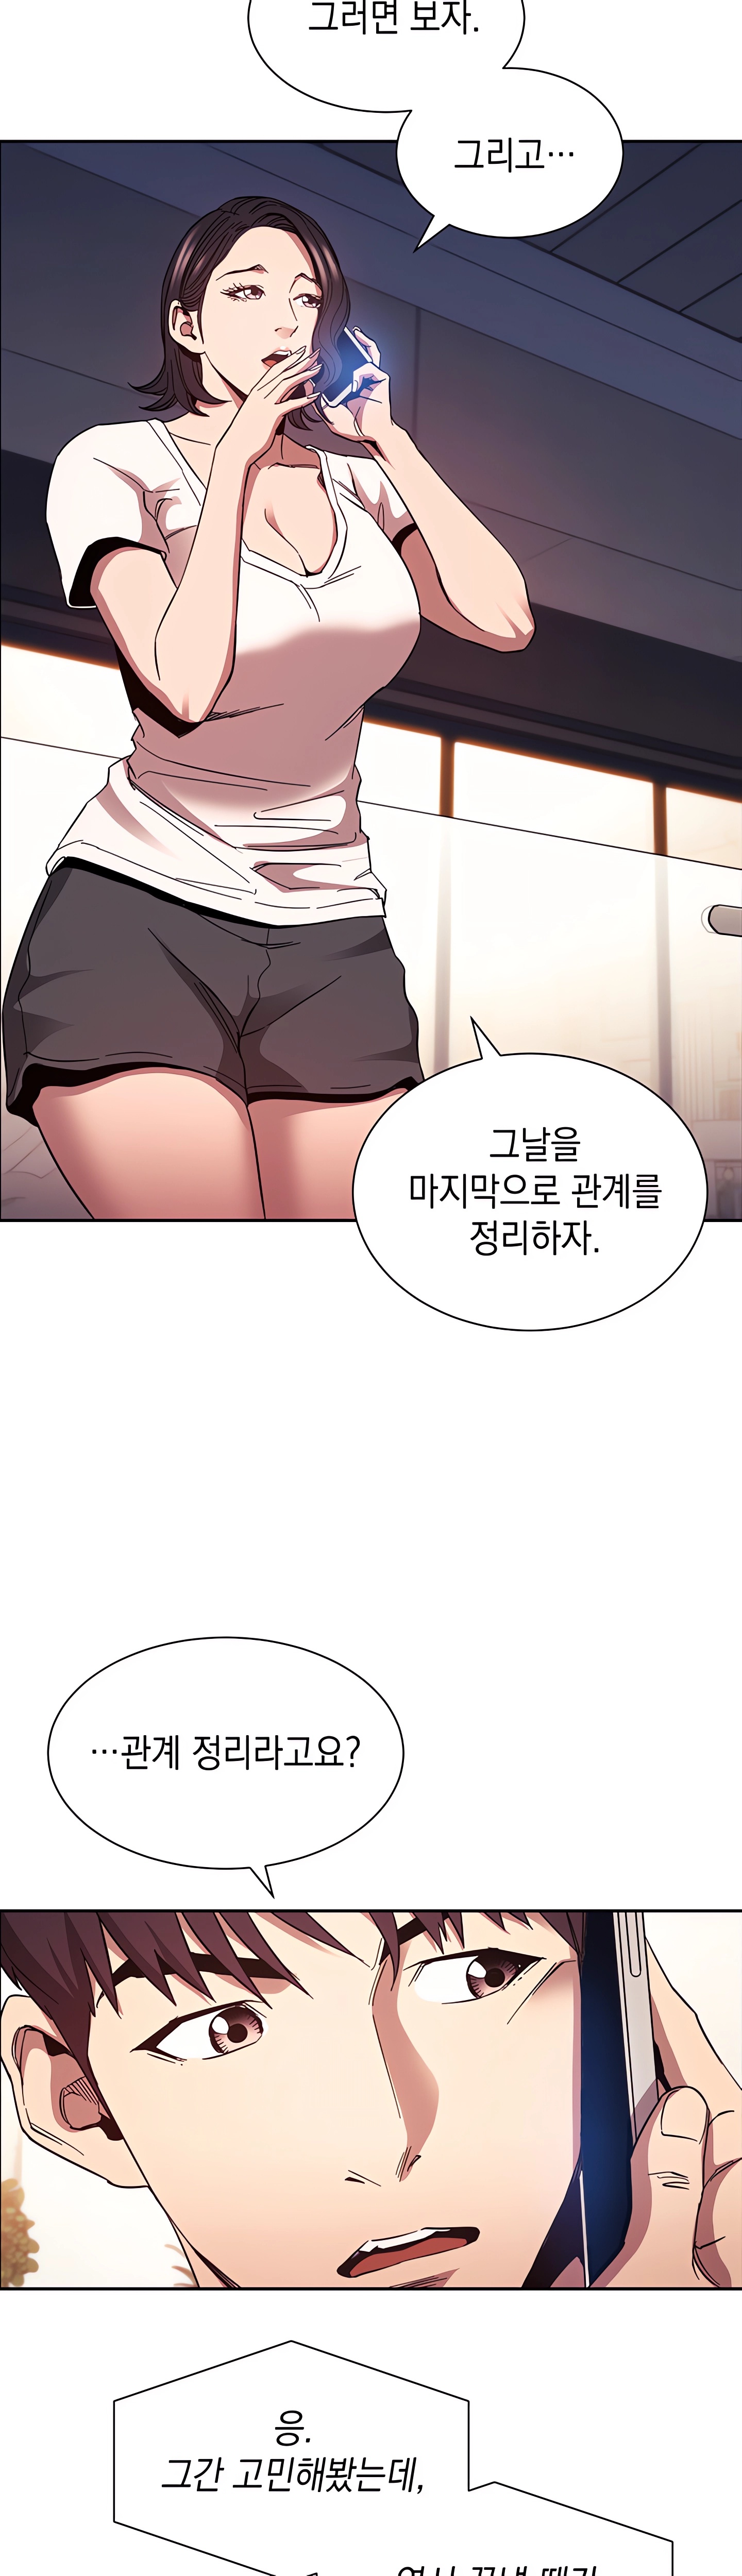 그러면 보자.
그리고…
그날을
마지막으로 관계를
정리하자.
…관계 정리라고요?
응.
그간 고민해봤는데,